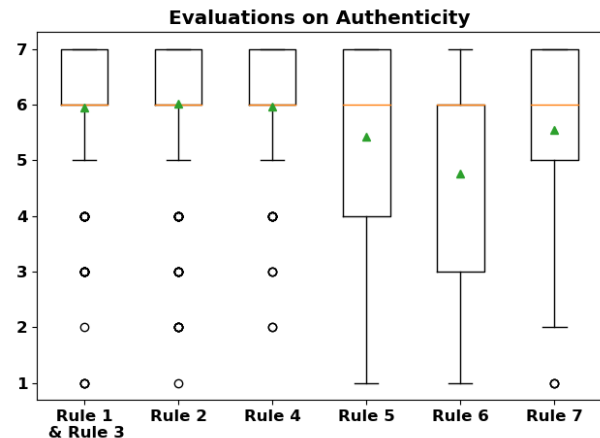 Evaluations on Authenticity
7
6
5
4
3
2
1
Rule 1
& Rule 3
Rule 2
Rule 4
Rule 5
Rule 6
Rule 7